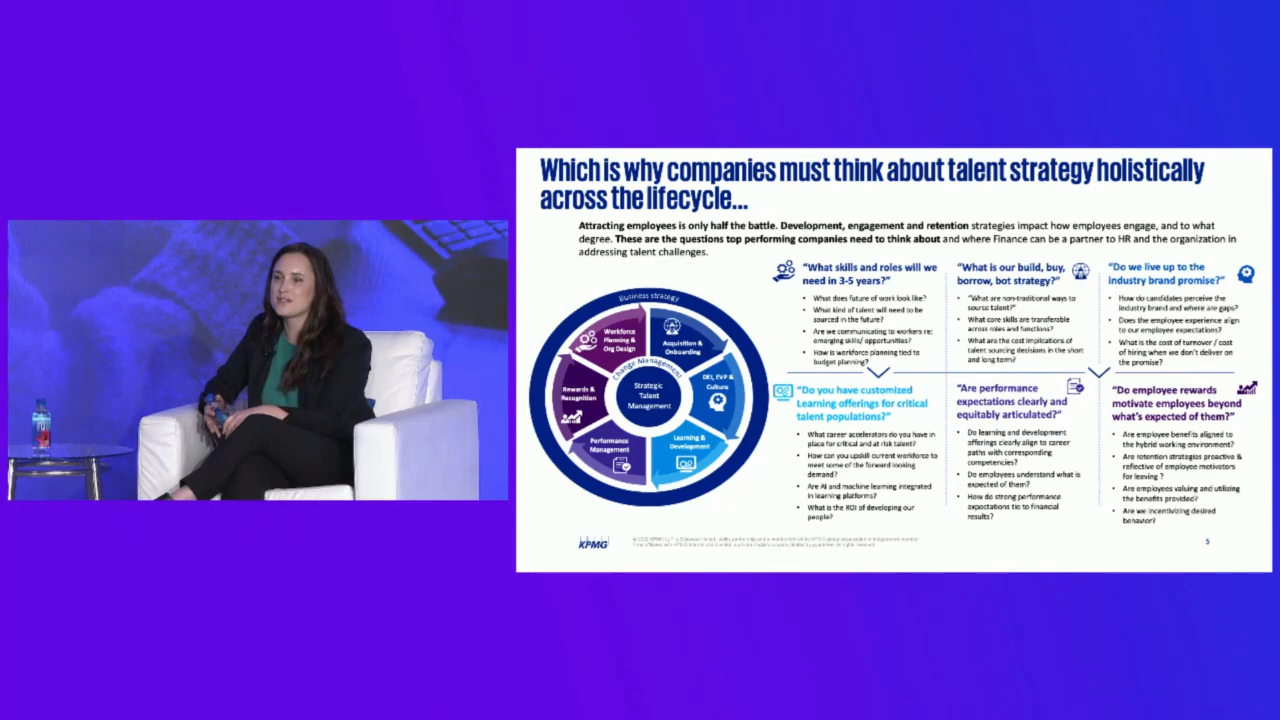 Which is why companies must think about talent strategy holistically
across the lifecycle...
Attracting employees is only half the battle. Development, engagement and retention strategies impact how employees engage, and to what
degree. These are the questions top performing companies need to think about and where Finance can be a partner to HR and the organization in
addressing talent challenges.
Business strategy
Workforce
Planning &
Org Design
Acquisition &
Onboarding
Change Management
Rewards &
Recognition
Strategic
Talent
Management
DEI, EVP &
Culture
Performance
Management
Learning &
Development
"What skills and roles will we
need in 3-5 years?"
• What does future of work look like?
• What kind of talent will need to be
sourced in the future?
• Are we communicating to workers re:
emerging skills/ opportunities?
• How is workforce planning tied to
budget planning?
"What is our build, buy,
borrow, bot strategy?"
• "What are non-traditional ways to
source talent?"
• What core skills are transferable
across roles and functions?
• What are the cost implications of
talent sourcing decisions in the short
and long term?
"Do we live up to the
industry brand promise?"
• How do candidates perceive the
industry brand and where are gaps?
• Does the employee experience align
to our employee expectations?
• What is the cost of turnover / cost
of hiring when we don't deliver on
the promise?
"Do you have customized
Learning offerings for critical
talent populations?"
• What career accelerators do you have in
place for critical and at risk talent?
• How can you upskill current workforce to
meet some of the forward looking
demand?
• Are AI and machine learning integrated
in learning platforms?
• What is the ROI of developing our
people?
"Are performance
expectations clearly and
equitably articulated?"
• Do learning and development
offerings clearly align to career
paths with corresponding
competencies?
• Do employees understand what is
expected of them?
• How do strong performance
expectations tie to financial
results?
"Do employee rewards
motivate employees beyond
what's expected of them?"
• Are employee benefits aligned to
the hybrid working environment?
• Are retention strategies proactive &
reflective of employee motivators
for leaving ?
• Are employees valuing and utilizing
the benefits provided?
• Are we incentivizing desired
behavior?
KPMG
5